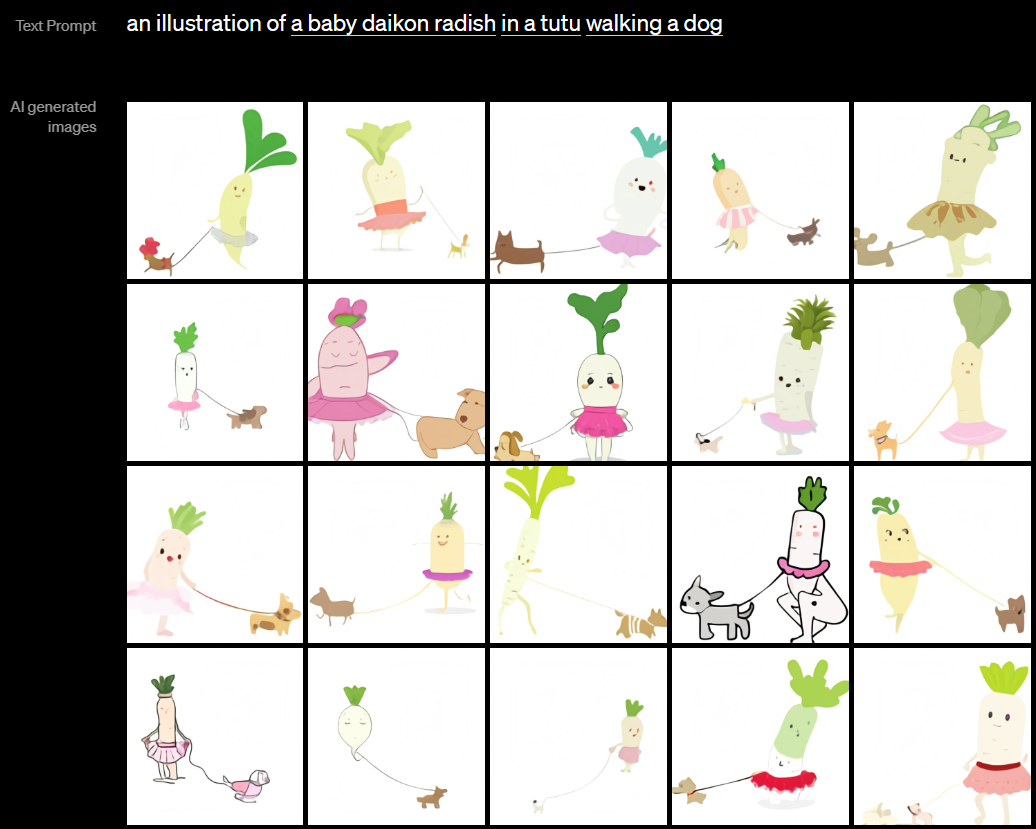 Text Prompt
an illustration of a baby daikon radish in a tutu walking a dog
AI generated
images